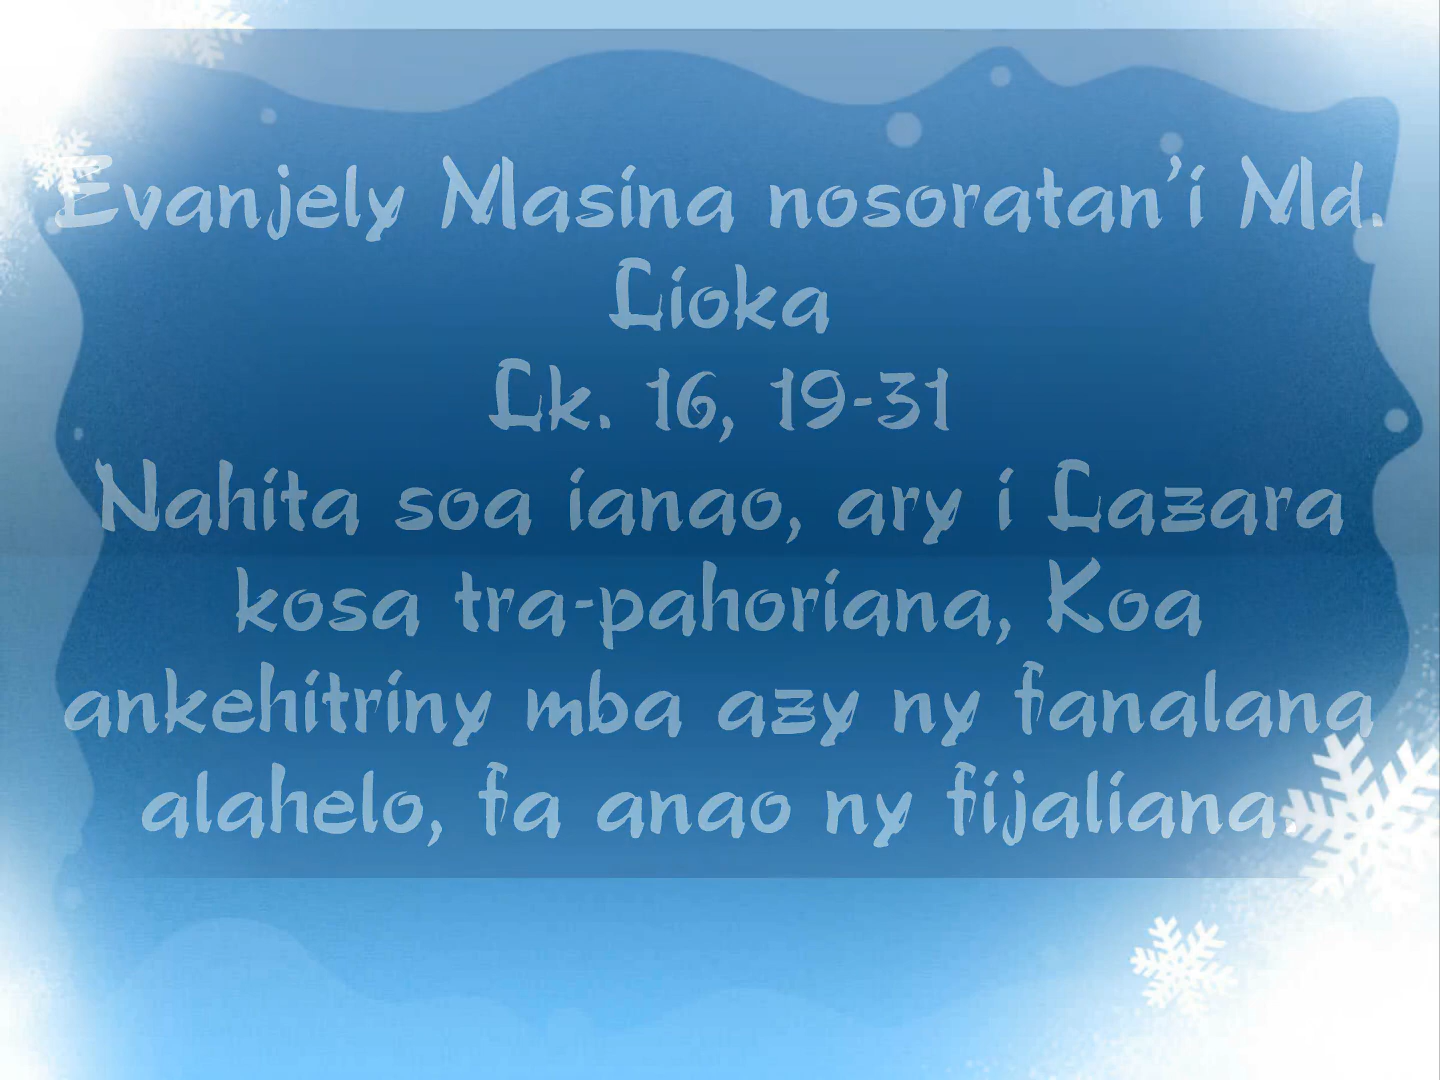 Evanjely Masina nosoratan’i Md.
Lioka
Lk. 16, 19-31
Nahita soa ianao, ary i Lazara
kosa tra-pahoriana, Koa
ankehitriny mba azy ny fanalana
alahelo, fa anao ny fijaliana.